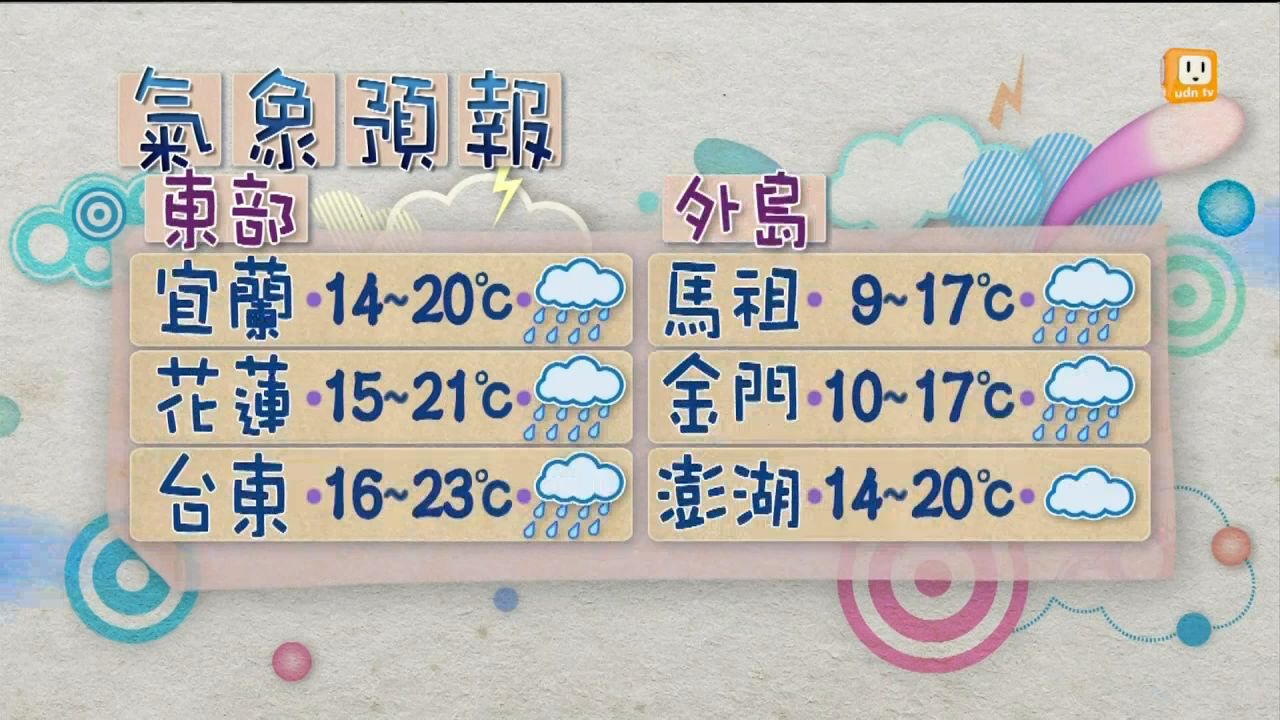 氣象預報
udn tv
東部
宜蘭 14~20℃
花蓮 15~21℃
台東 16~23℃
外島
馬祖 9~17℃
金門 10~17℃
澎湖 14~20℃